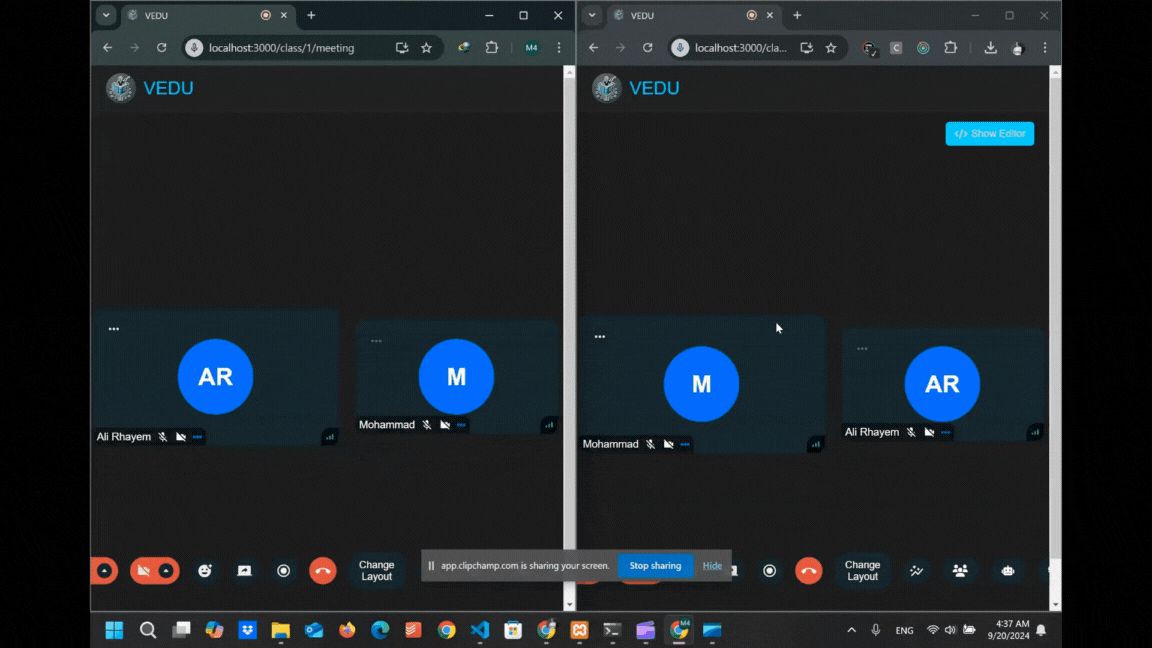 VEDU
VEDU
localhost:3000/class/1/meeting
M4
localhost:3000/cla...
C
VEDU
VEDU
</> Show Editor
AR
M
M
AR
Ali Rhayem
Mohammad
Mohammad
Ali Rhayem
Change
Layout
app.clipchamp.com is sharing your screen.
Stop sharing
Hide
Change
Layout
M4
ENG
4:37 AM
9/20/2024